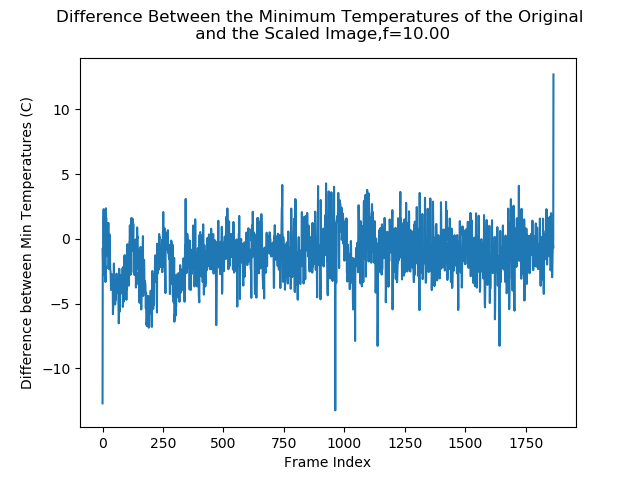 Difference Between the Minimum Temperatures of the Original
and the Scaled Image,f=10.00
Difference between Min Temperatures (C)
10
5
0
−5
−10
0 250 500 750 1000 1250 1500 1750
Frame Index